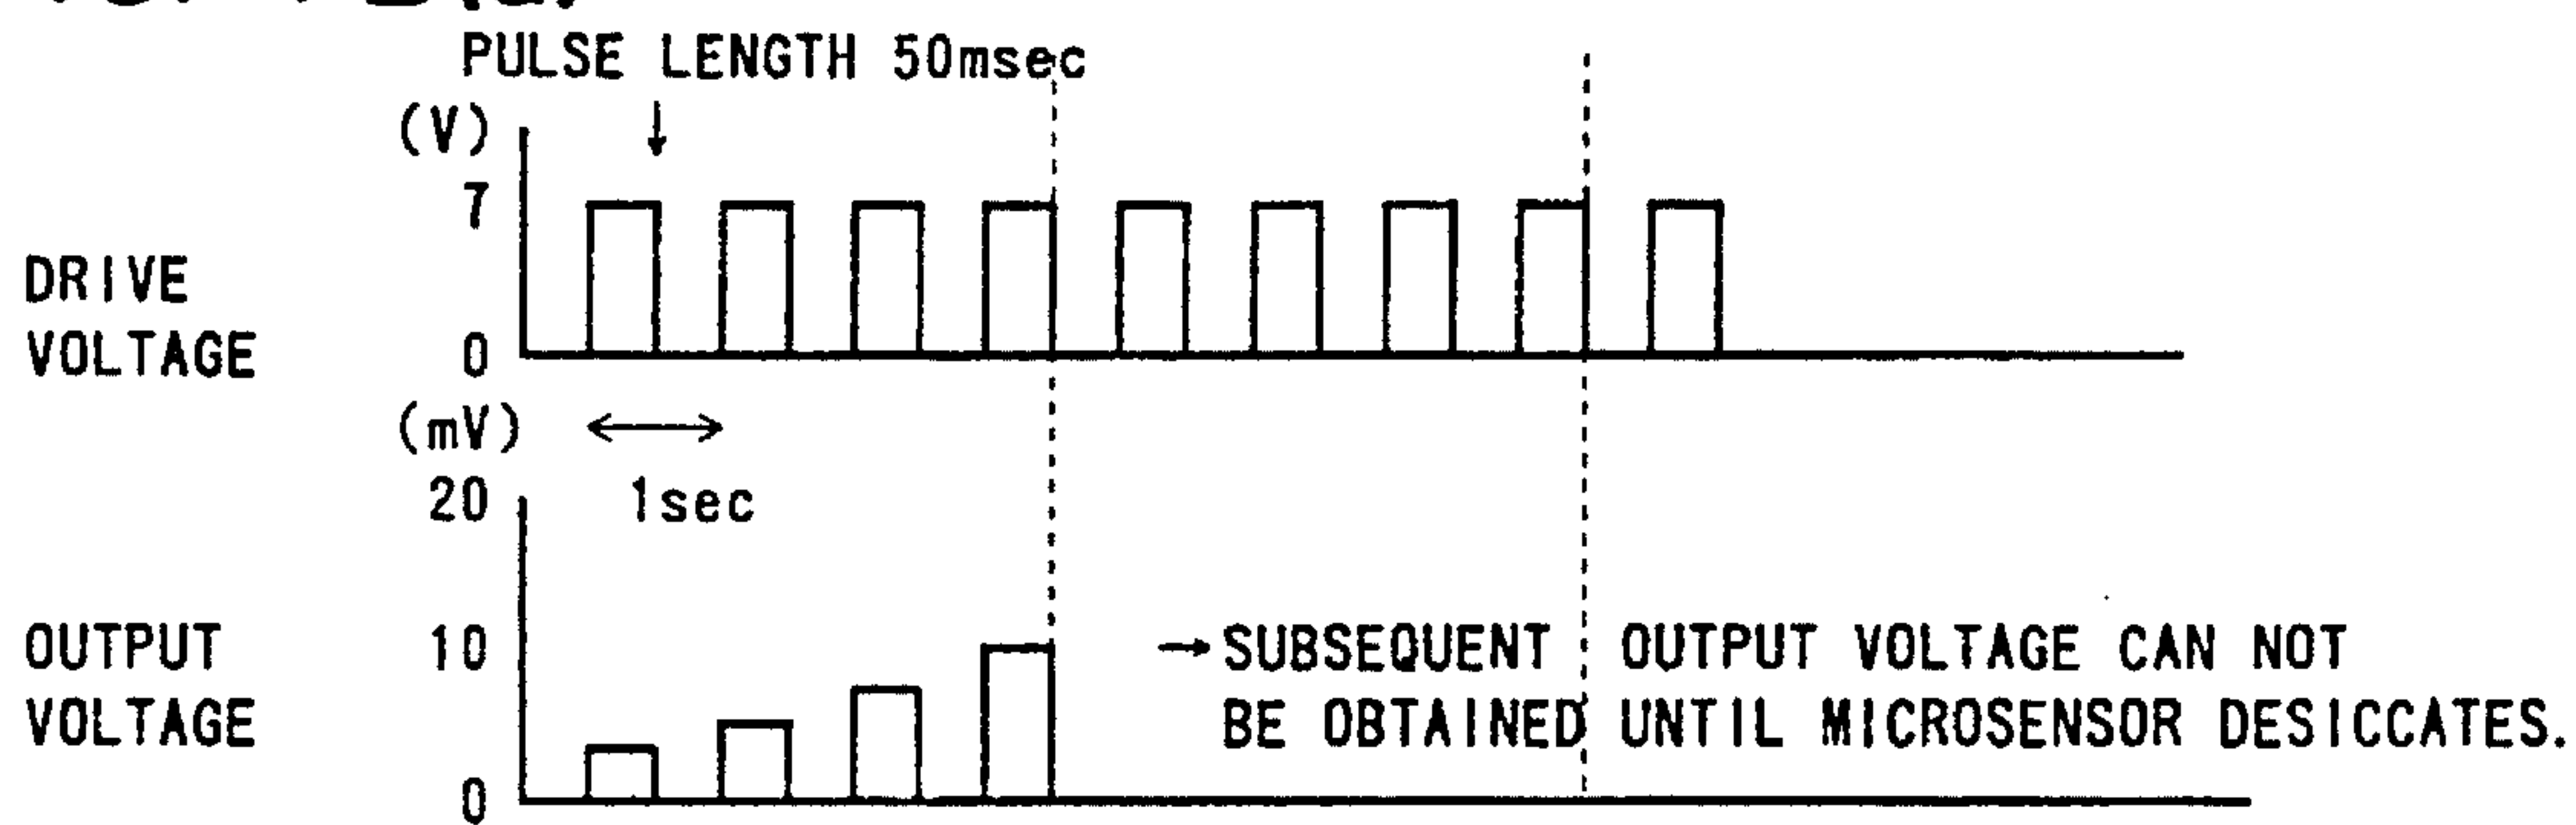 PULSE LENGTH 50msec
(V)
7
DRIVE
VOLTAGE
0
(mV)
20
1sec
OUTPUT
VOLTAGE
10
→SUBSEQUENT OUTPUT VOLTAGE CAN NOT
BE OBTAINED UNTIL MICROSENSOR DESICCATES.
0